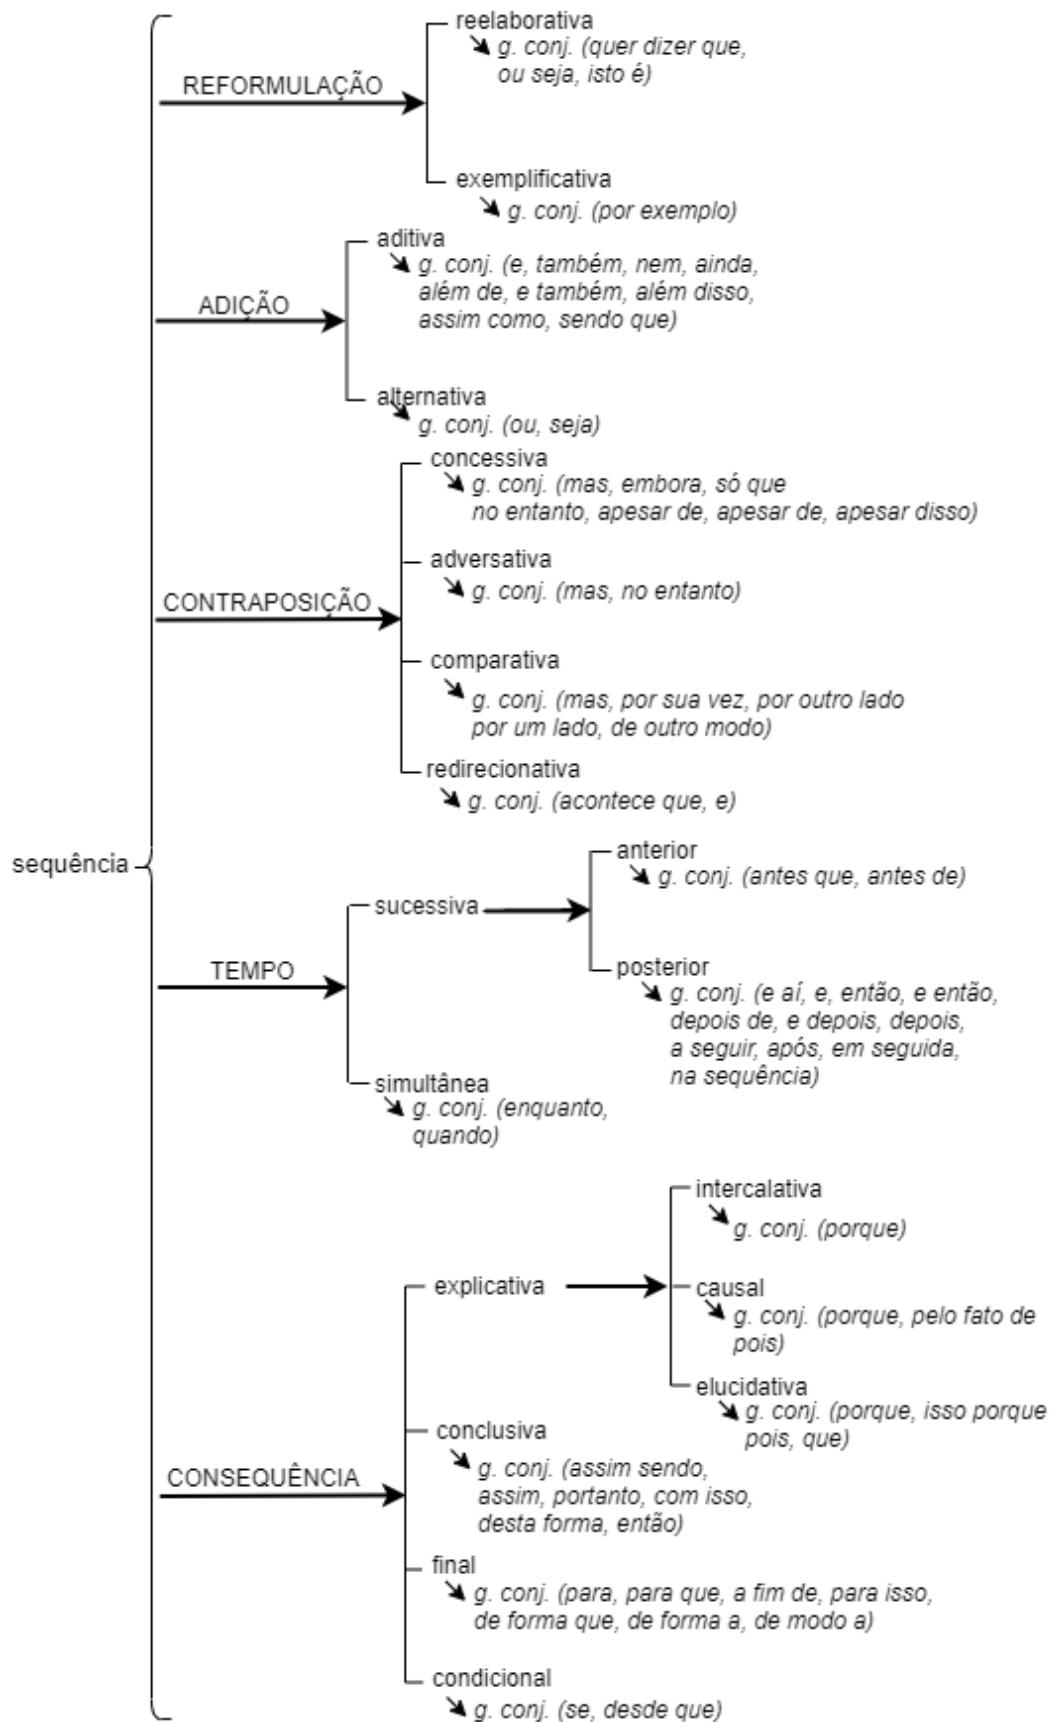 reelaborativa
g. conj. (quer dizer que,
ou seja, isto é)
REFORMULAÇÃO
exemplificativa
g. conj. (por exemplo)
aditiva
g. conj. (e, também, nem, ainda,
além de, e também, além disso,
assim como, sendo que)
ADIÇÃO
alternativa
g. conj. (ou, seja)
concessiva
g. conj. (mas, embora, só que
no entanto, apesar de, apesar de, apesar disso)
adversativa
g. conj. (mas, no entanto)
CONTRAPOSIÇÃO
comparativa
g. conj. (mas, por sua vez, por outro lado
por um lado, de outro modo)
redirecionativa
g. conj. (acontece que, e)
sequência
anterior
g. conj. (antes que, antes de)
sucessiva
TEMPO
posterior
g. conj. (e aí, e, então, e então,
depois de, e depois, depois,
a seguir, após, em seguida,
na sequência)
simultânea
g. conj. (enquanto,
quando)
intercalativa
g. conj. (porque)
explicativa
causal
g. conj. (porque, pelo fato de
pois)
elucidativa
g. conj. (porque, isso porque
pois, que)
conclusiva
g. conj. (assim sendo,
assim, portanto, com isso,
desta forma, então)
CONSEQUÊNCIA
final
g. conj. (para, para que, a fim de, para isso,
de forma que, de forma a, de modo a)
condicional
g. conj. (se, desde que)